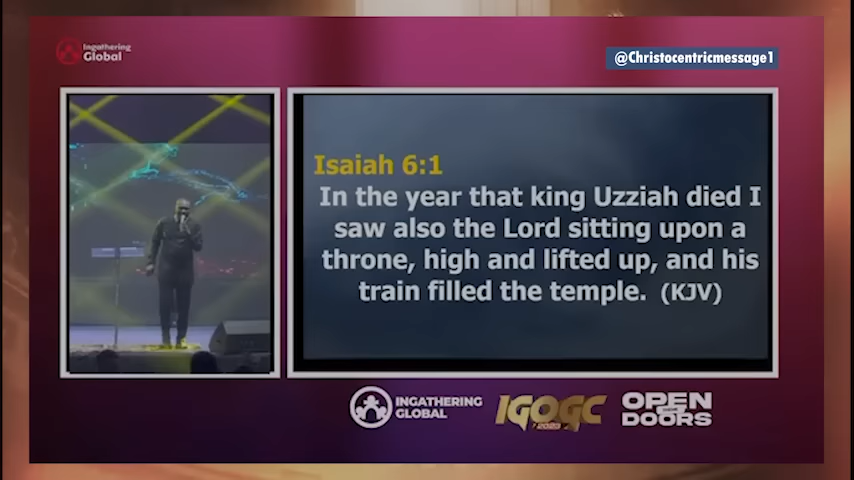 Ingathering
Global
@Christocentricmessage1
Isaiah 6:1
In the year that king Uzziah died I
saw also the Lord sitting upon a
throne, high and lifted up, and his
train filled the temple. (KJV)
INGATHERING
GLOBAL
IGOGC
2023
OPEN
DOORS